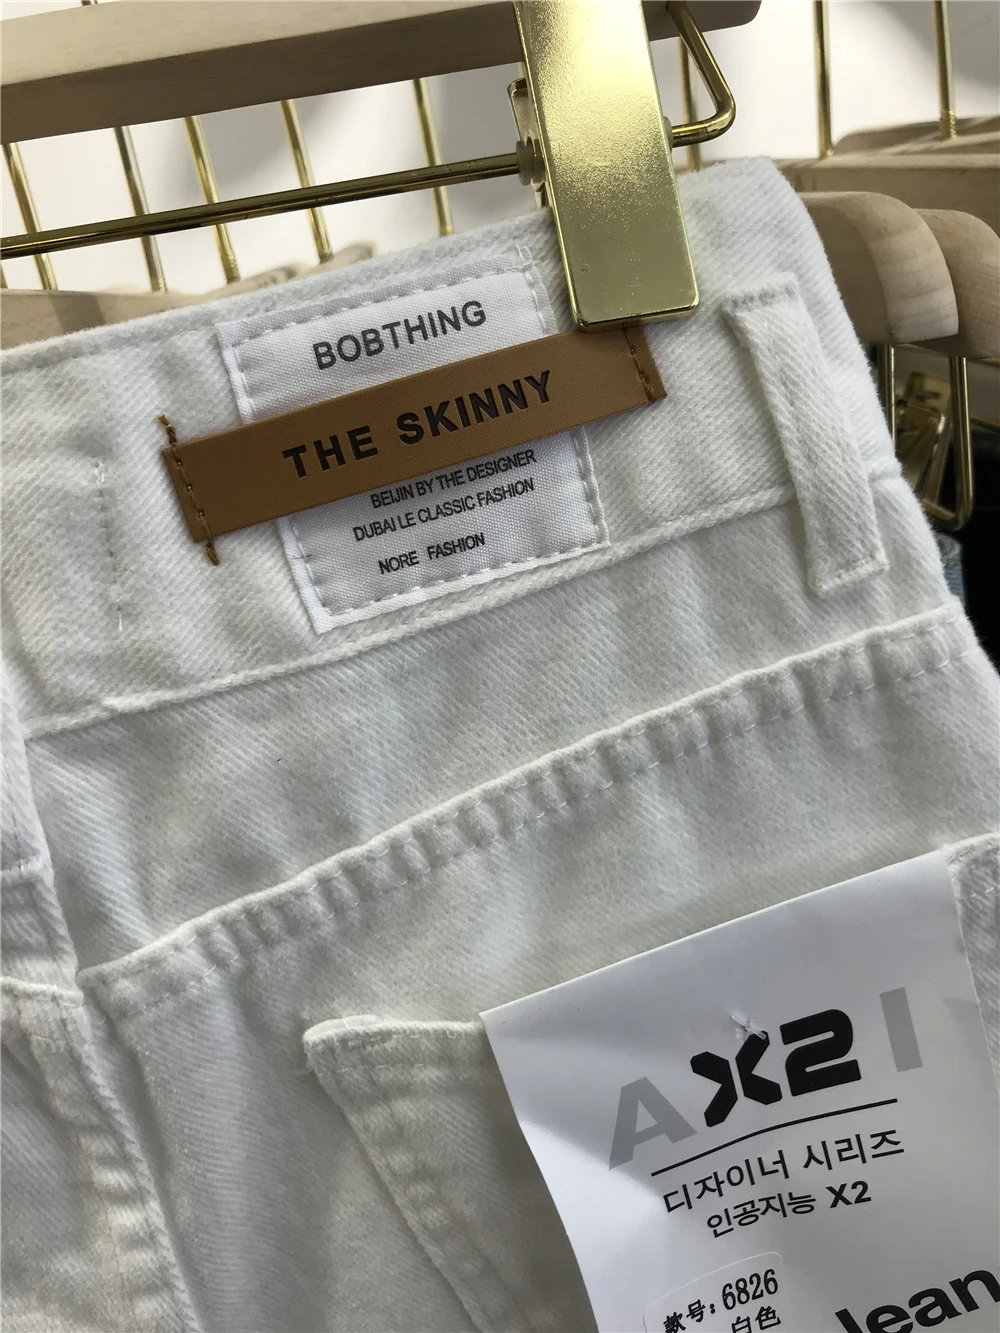 BOBTHING
THE SKINNY
BEIJIN BY THE DESIGNER
DUBAI LE CLASSIC FASHION
NORE FASHION
AX2I
디자이너 시리즈
인공지능 X2
款号: 6826
白色
Jean